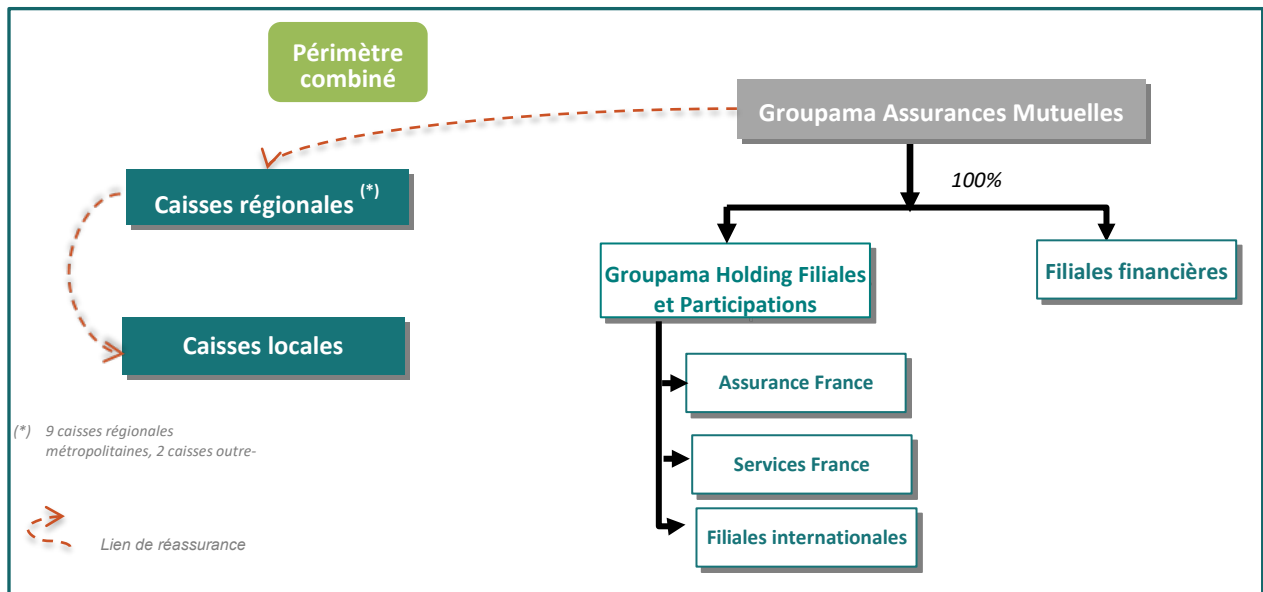 Périmètre
combiné
Groupama Assurances Mutuelles
100%
Caisses régionales (*)
Groupama Holding Filiales
et Participations
Filiales financières
Caisses locales
Assurance France
(*) 9 caisses régionales
métropolitaines, 2 caisses outre-
Services France
Filiales internationales
Lien de réassurance